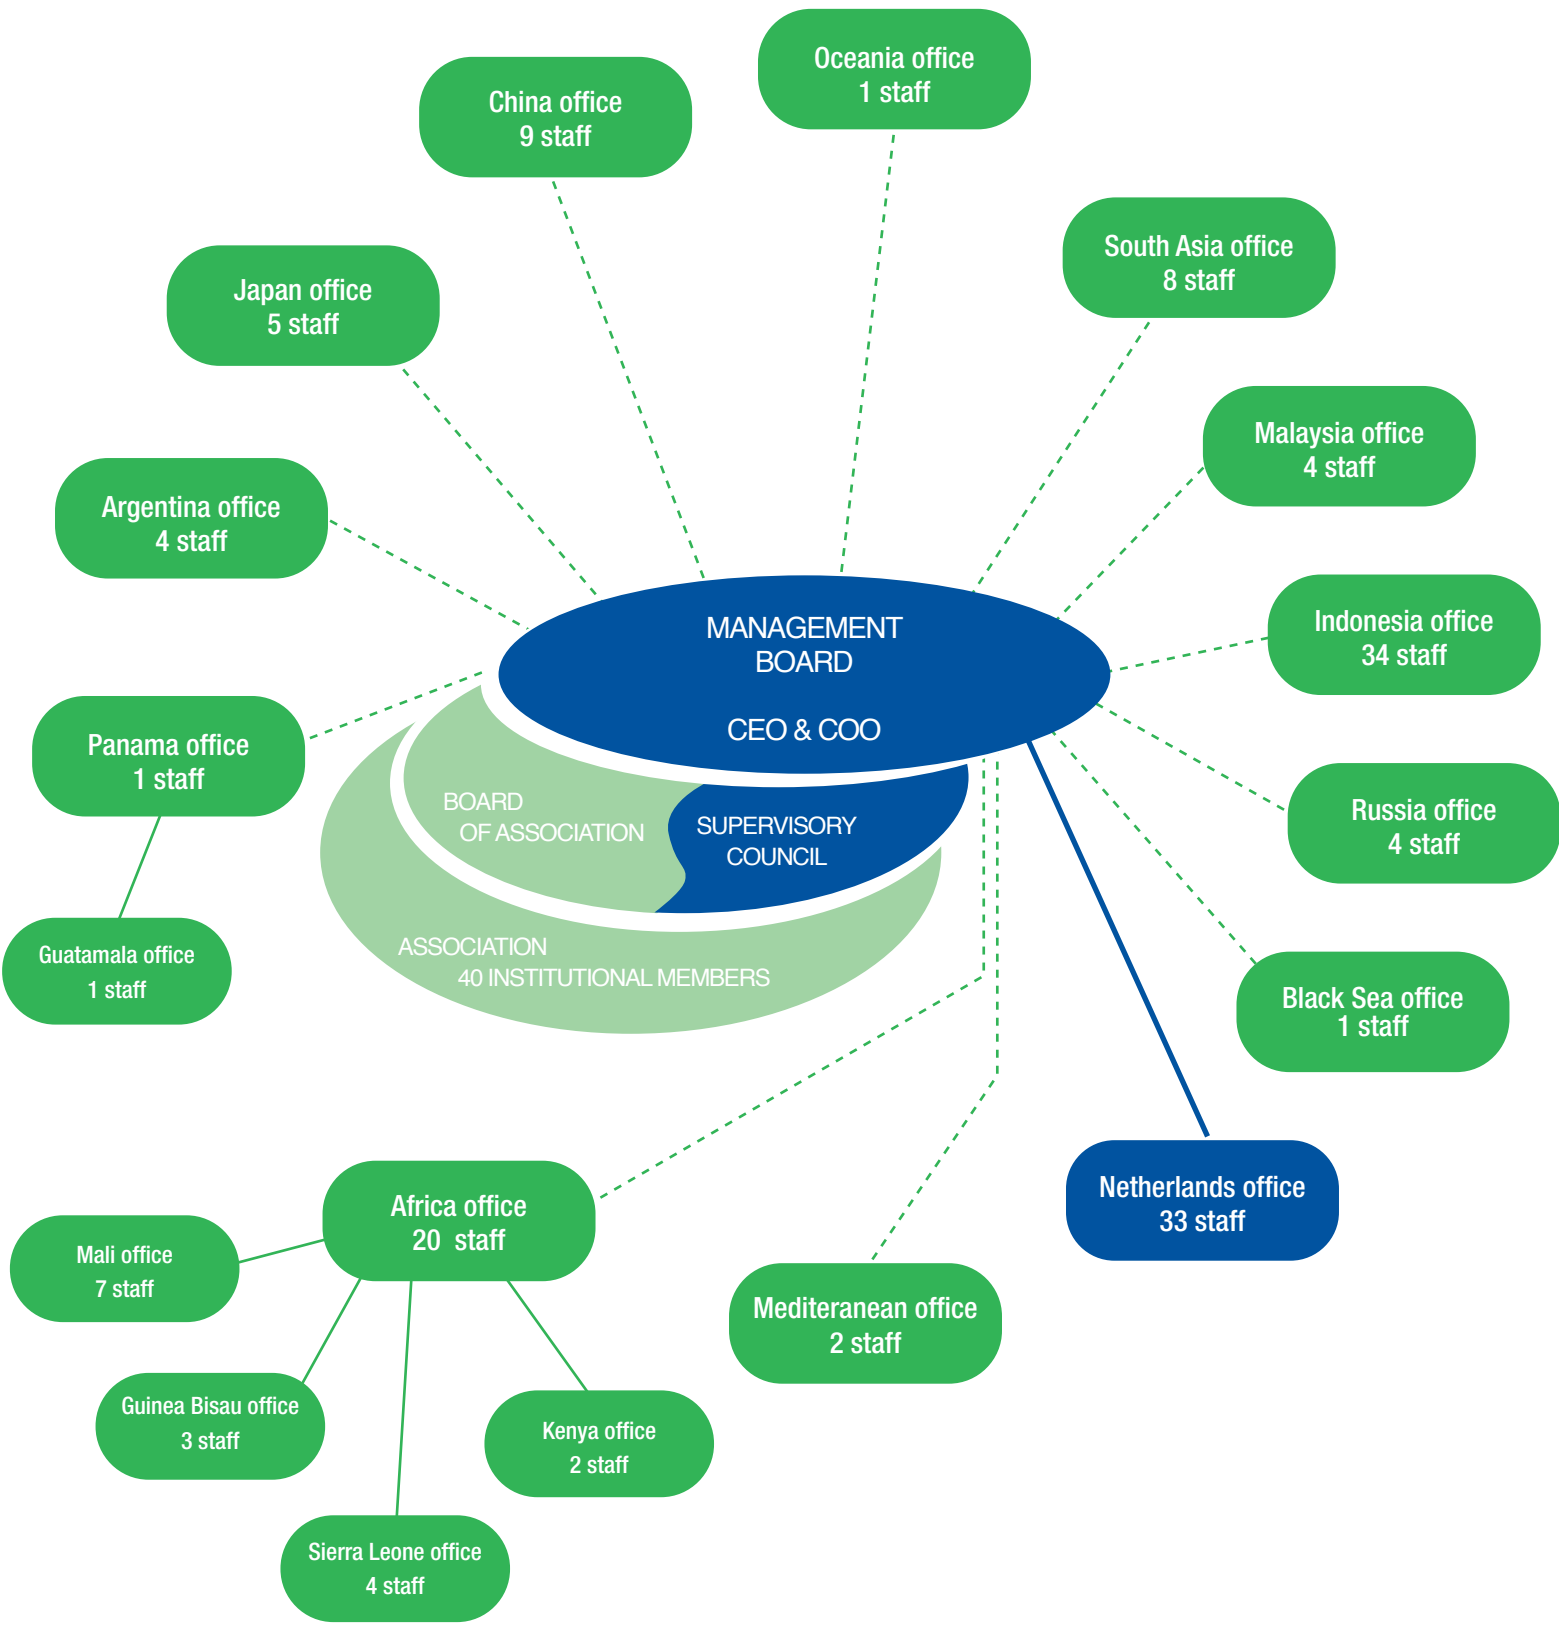 Oceania office
1 staff
China office
9 staff
South Asia office
8 staff
Japan office
5 staff
Malaysia office
4 staff
Argentina office
4 staff
Indonesia office
34 staff
MANAGEMENT
BOARD
CEO & COO
Panama office
1 staff
BOARD
OF ASSOCIATION
SUPERVISORY
COUNCIL
Russia office
4 staff
ASSOCIATION
40 INSTITUTIONAL MEMBERS
Guatamala office
1 staff
Black Sea office
1 staff
Netherlands office
33 staff
Africa office
20 staff
Mali office
7 staff
Mediteranean office
2 staff
Guinea Bisau office
3 staff
Kenya office
2 staff
Sierra Leone office
4 staff